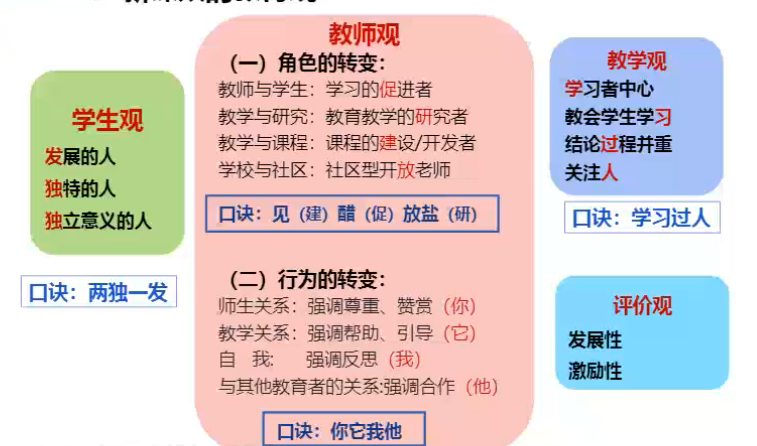 学生观
发展的人
独特的人
独立意义的人
口诀：两独一发
教师观
（一）角色的转变：
教师与学生：学习的促进者
教学与研究：教育教学的研究者
教学与课程：课程的建设/开发者
学校与社区：社区型开放老师
口诀：见（建）醋（促）放盐（研）
（二）行为的转变：
师生关系：强调尊重、赞赏（你）
教学关系：强调帮助、引导（它）
自 我: 强调反思（我）
与其他教育者的关系:强调合作（他）
口诀：你它我他
教学观
学习者中心
教会学生学习
结论过程并重
关注人
口诀：学习过人
评价观
发展性
激励性